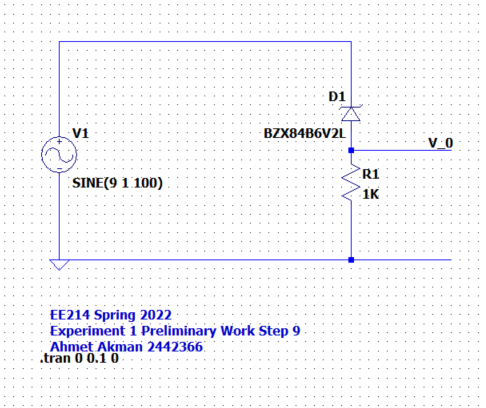 D1
BZX84B6V2L
V_0
V1
R1
SINE(9 1 100)
1K
EE214 Spring 2022
Experiment 1 Preliminary Work Step 9
Ahmet Akman 2442366
.tran 0 0.1 0